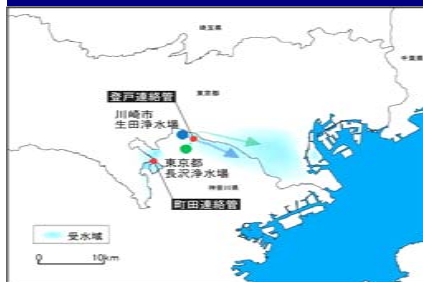 埼玉県
千葉県
東京都
登戸連絡管
川崎市
生田浄水場
東京都
長沢浄水場
神奈川県
町田連絡管
受水域
0 10km